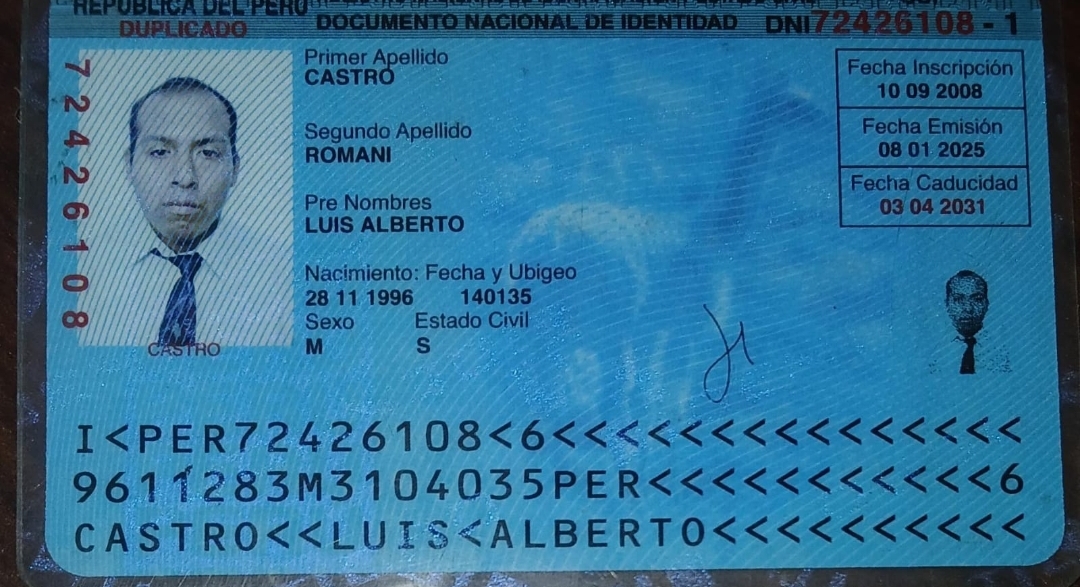 REPÚBLICA DEL PERÚ
DOCUMENTO NACIONAL DE IDENTIDAD DNI72426108 - 1
DUPLICADO
72426108
CASTRO
Primer Apellido
CASTRO
Segundo Apellido
ROMANI
Pre Nombres
LUIS ALBERTO
Nacimiento: Fecha y Ubigeo
28 11 1996 140135
Sexo Estado Civil
M S
Fecha Inscripción
10 09 2008
Fecha Emisión
08 01 2025
Fecha Caducidad
03 04 2031
I<PER72426108<6<<<<<<<<<<<<<<<
9611283M3104035PER<<<<<<<<<<<6
CASTRO<<LUIS<ALBERTO<<<<<<<<<<